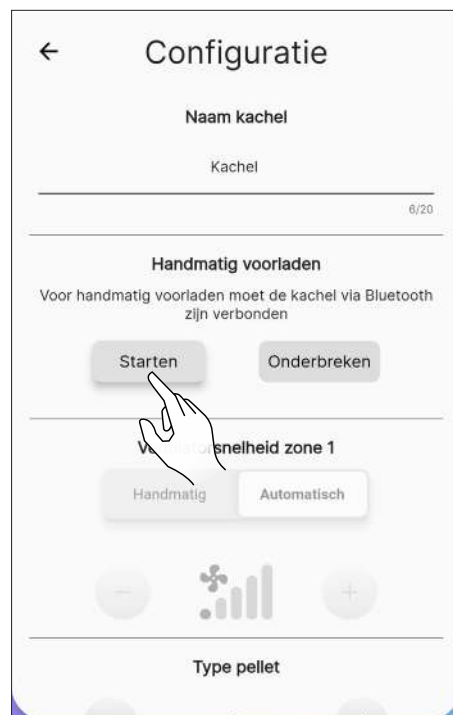 Configuratie
Naam kachel
Kachel
6/20
Handmatig voorladen
Voor handmatig voorladen moet de kachel via Bluetooth
zijn verbonden
Starten Onderbreken
snelheid zone 1
Handmatig Automatisch
Type pellet